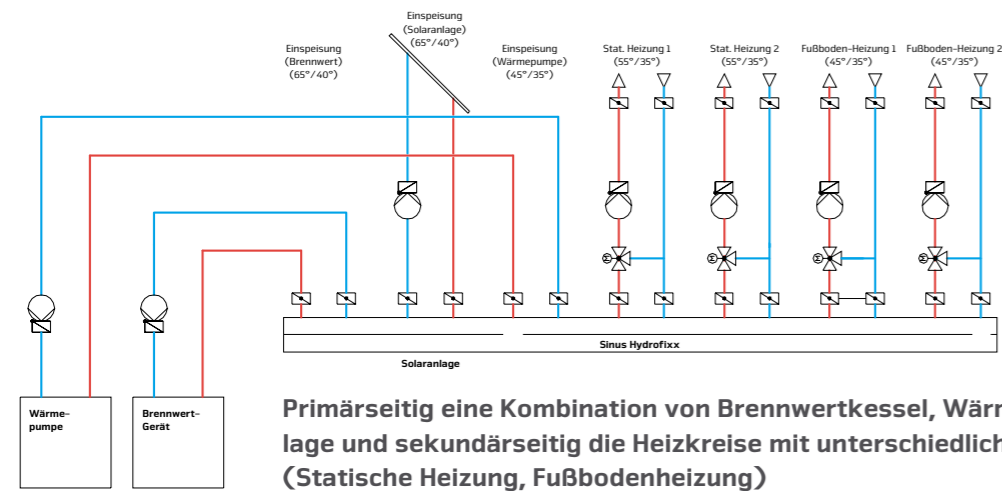 Einspeisung
(Brennwert)
(65°/40°)
Einspeisung
(Solaranlage)
(65°/40°)
Einspeisung
(Wärmepumpe)
(45°/35°)
Stat. Heizung 1
(55°/35°)
Stat. Heizung 2
(55°/35°)
Fußboden-Heizung 1
(45°/35°)
Fußboden-Heizung 2
(45°/35°)
M
M
M
M
Sinus Hydrofixx
Solaranlage
Wärme-
pumpe
Brennwert-
Gerät
Primärseitig eine Kombination von Brennwertkessel,
lage und sekundärseitig die Heizkreise mit
(Statische Heizung, Fußbodenheizung)